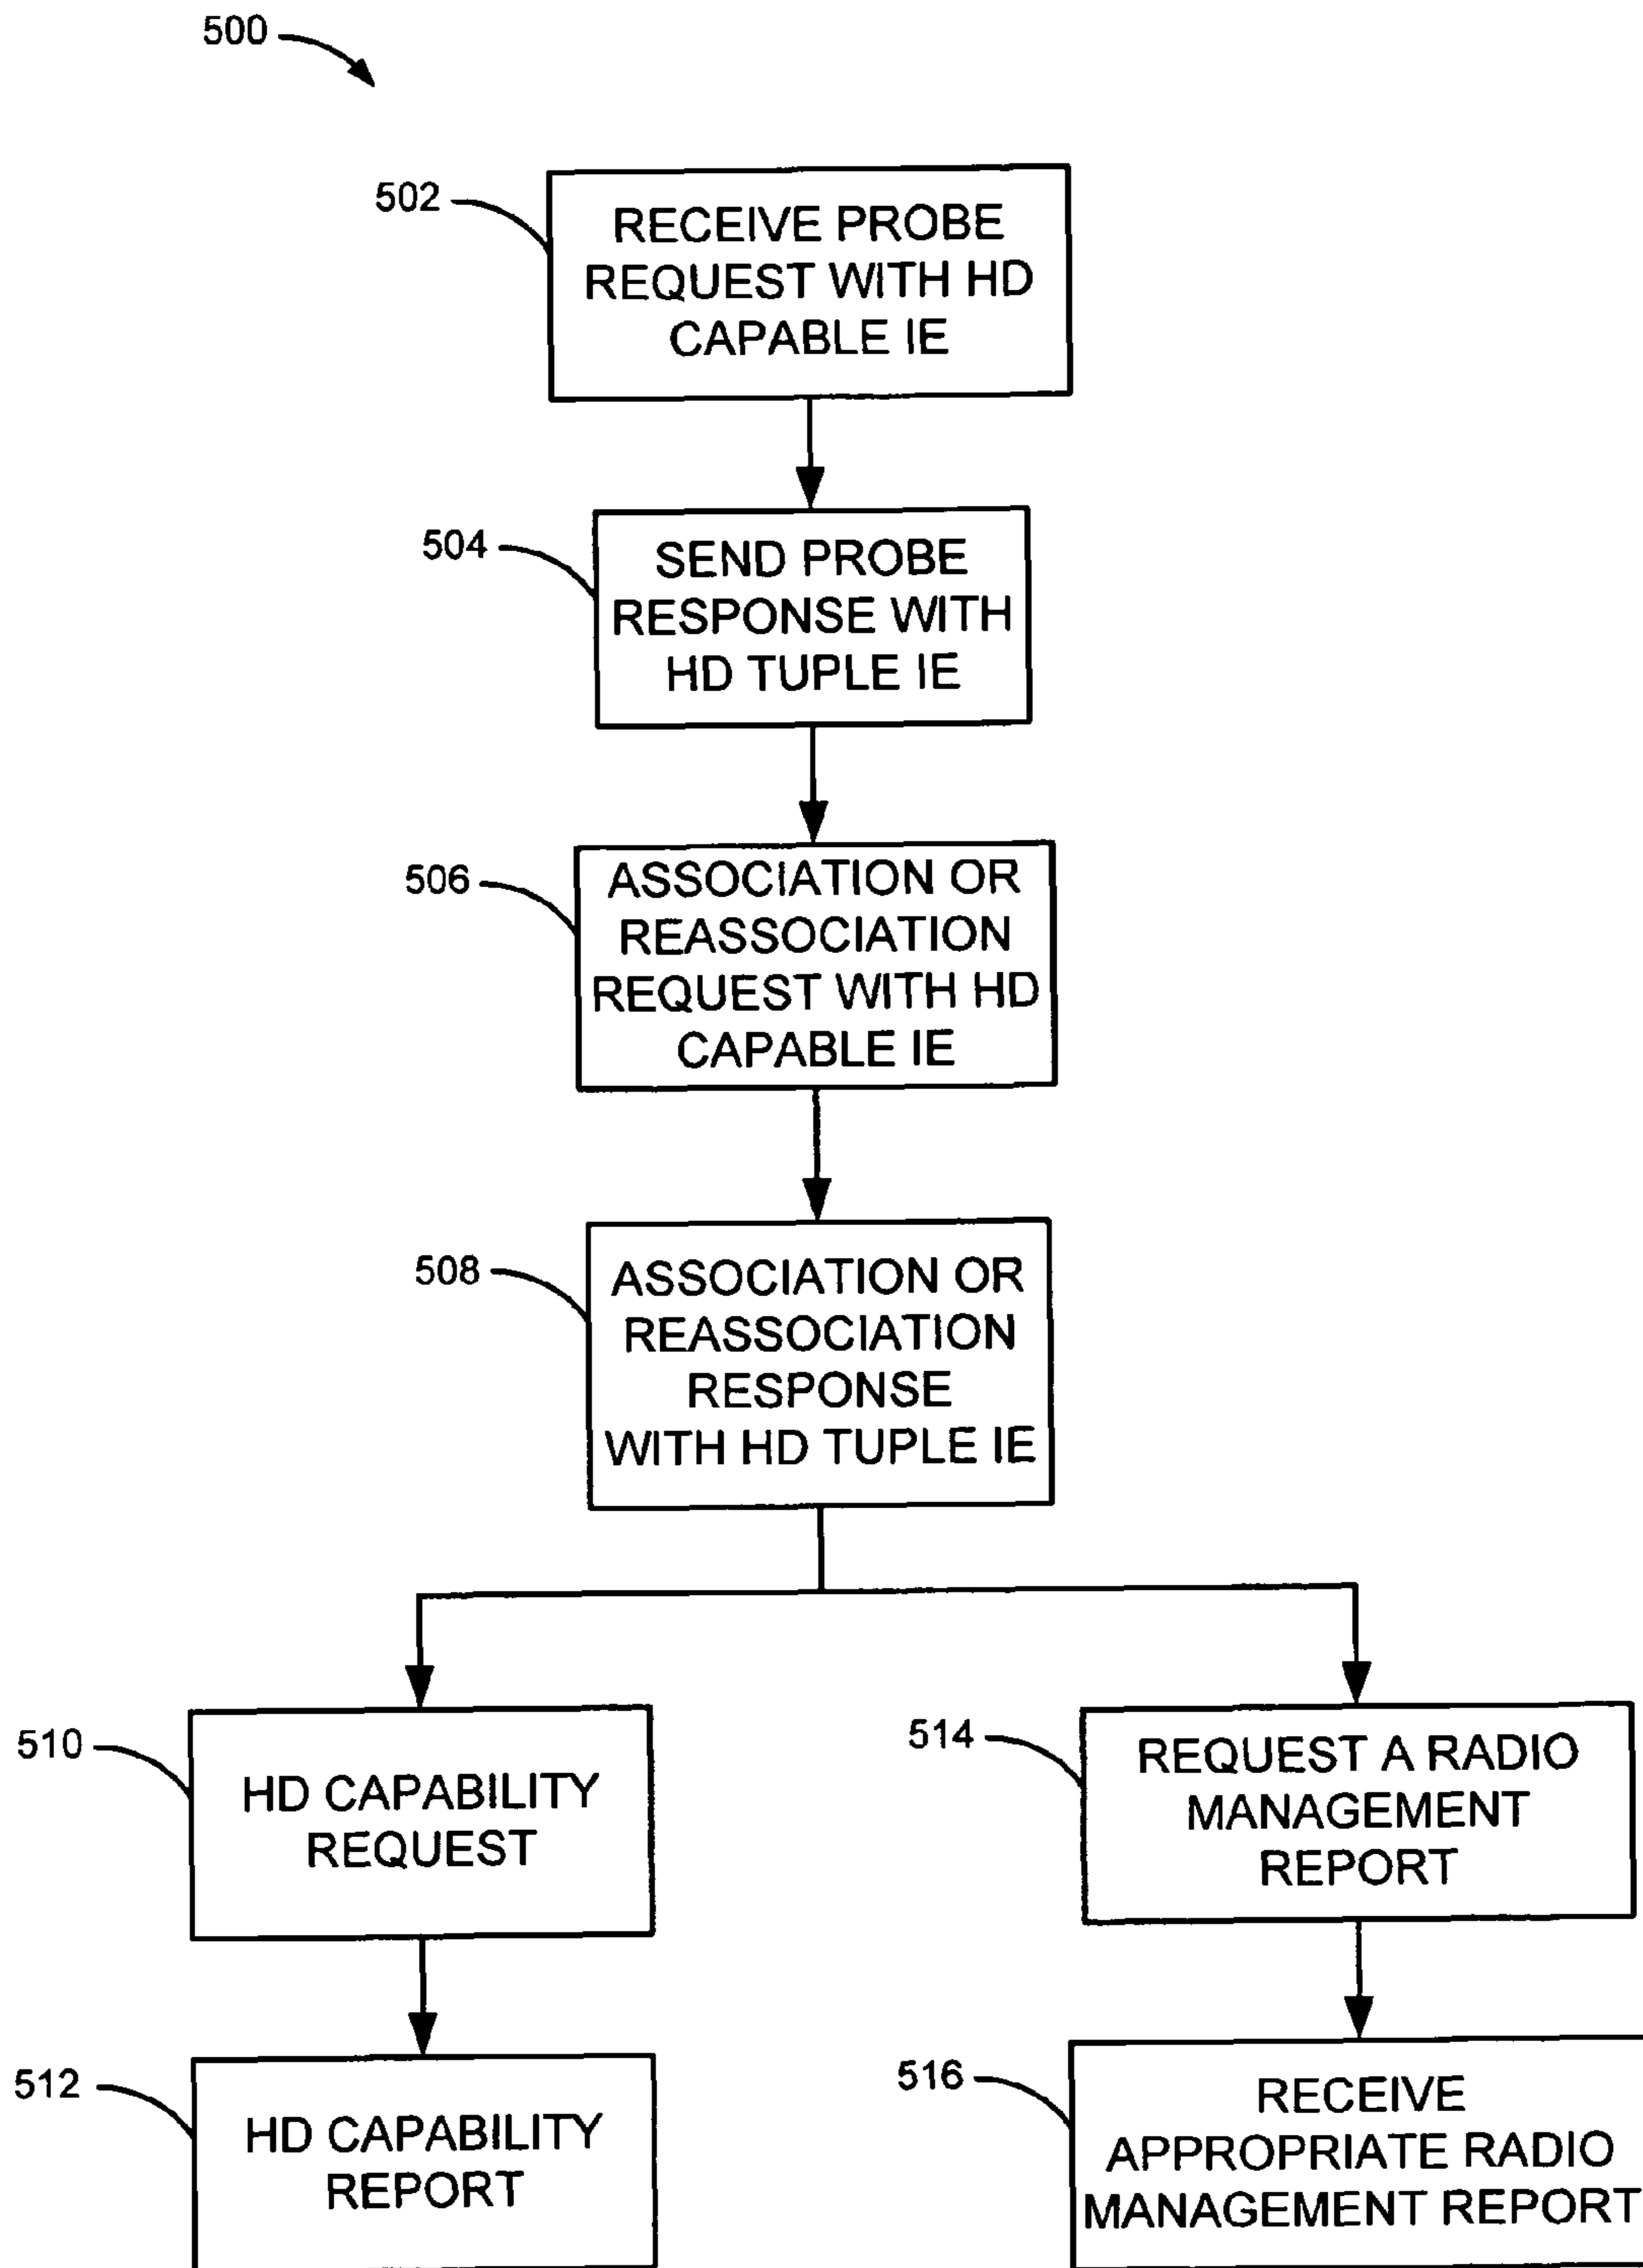 500
502
RECEIVE PROBE
REQUEST WITH HD
CAPABLE IE
504
SEND PROBE
RESPONSE WITH
HD TUPLE IE
506
ASSOCIATION OR
REASSOCIATION
REQUEST WITH HD
CAPABLE IE
508
ASSOCIATION OR
REASSOCIATION
RESPONSE
WITH HD TUPLE IE
510
HD CAPABILITY
REQUEST
514
REQUEST A RADIO
MANAGEMENT
REPORT
512
HD CAPABILITY
REPORT
516
RECEIVE
APPROPRIATE RADIO
MANAGEMENT REPORT